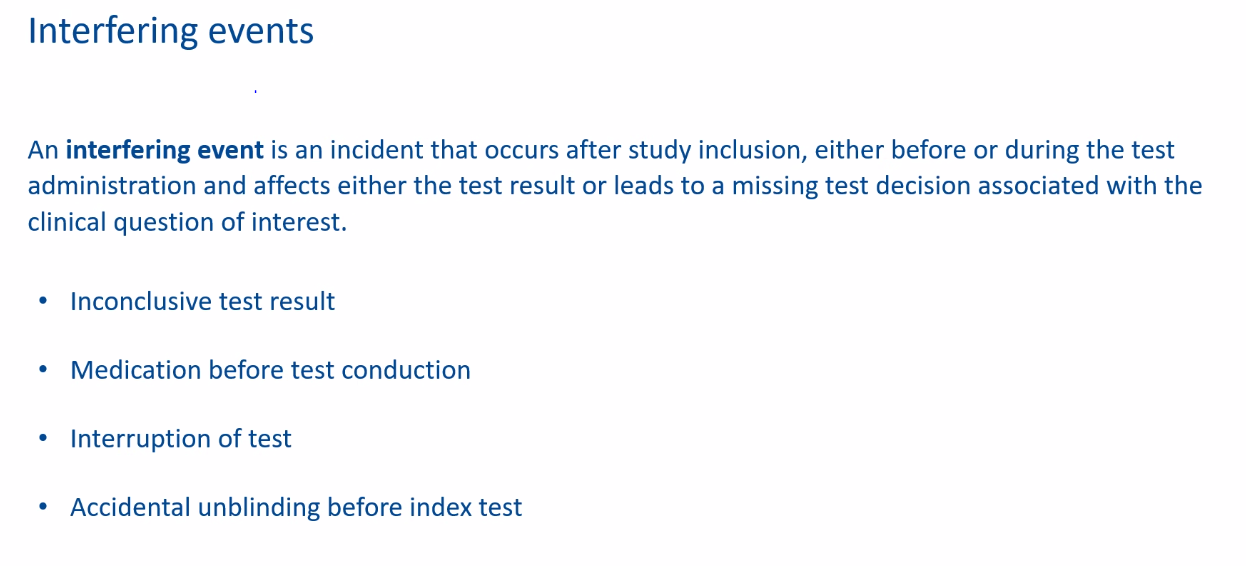 Interfering events
An interfering event is an incident that occurs after study inclusion, either before or during the test
administration and affects either the test result or leads to a missing test decision associated with the
clinical question of interest.
• Inconclusive test result
• Medication before test conduction
• Interruption of test
• Accidental unblinding before index test